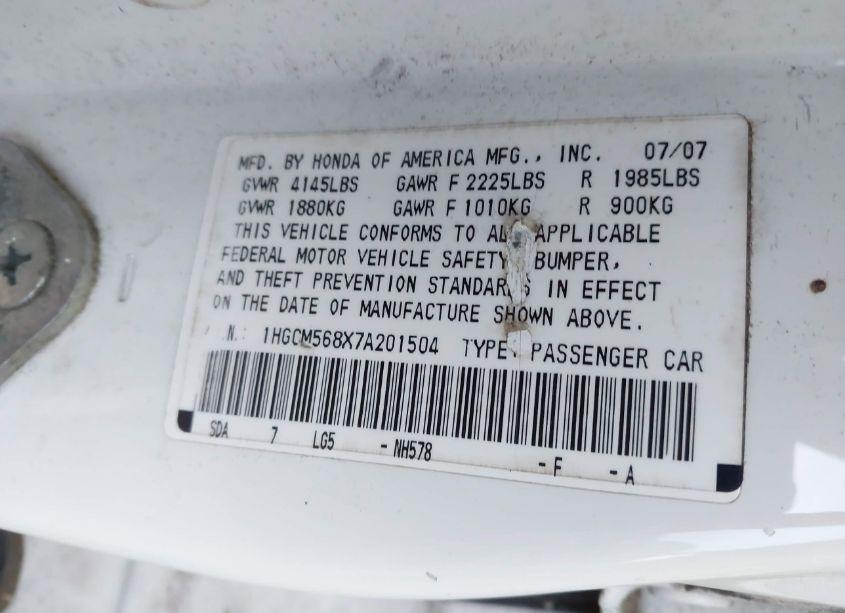 MFD. BY HONDA OF AMERICA MFG., INC. 07/07
GVWR 4145LBS GAWR F 2225LBS R 1985LBS
GVWR 1880KG GAWR F 1010KG R 900KG
THIS VEHICLE CONFORMS TO ALL APPLICABLE
FEDERAL MOTOR VEHICLE SAFETY, BUMPER,
AND THEFT PREVENTION STANDARDS IN EFFECT
ON THE DATE OF MANUFACTURE SHOWN ABOVE.
N.: 1HGCM568X7A201504 TYPE: PASSENGER CAR
SDA 7 LG5 - NH578 - F - A